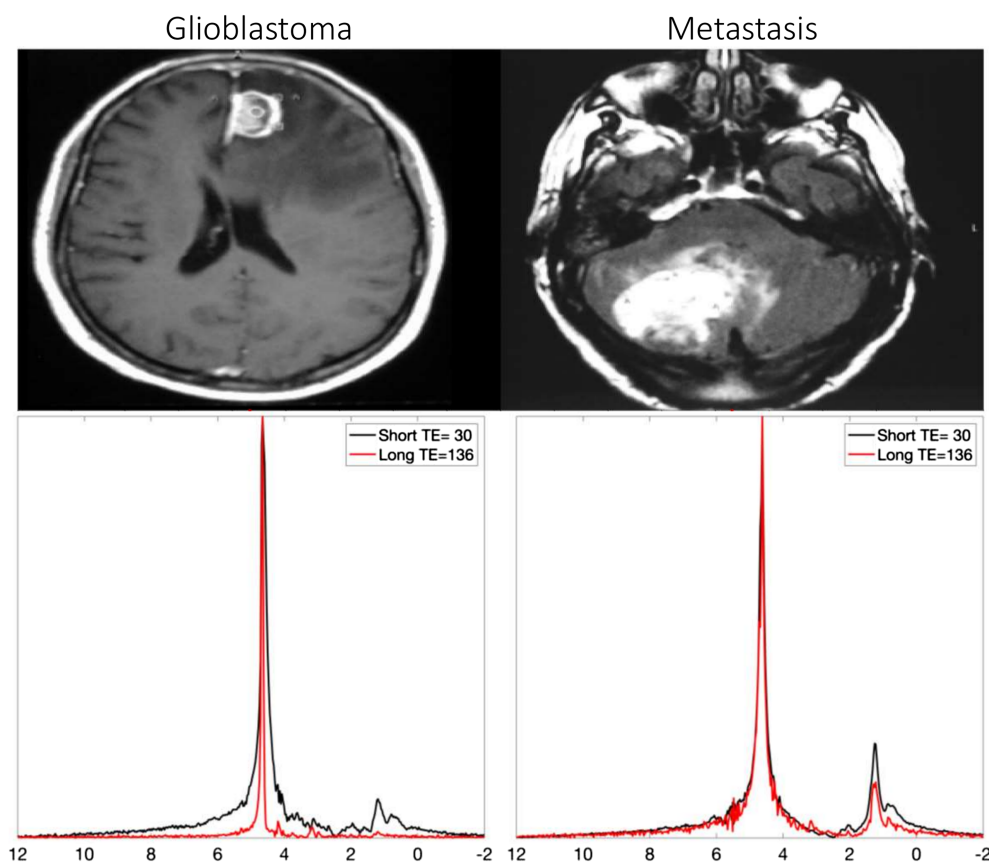 Glioblastoma
Metastasis
L
Short TE= 30
Long TE=136
12 10 8 6 4 2 0 -2
Short TE= 30
Long TE=136
12 10 8 6 4 2 0 -2